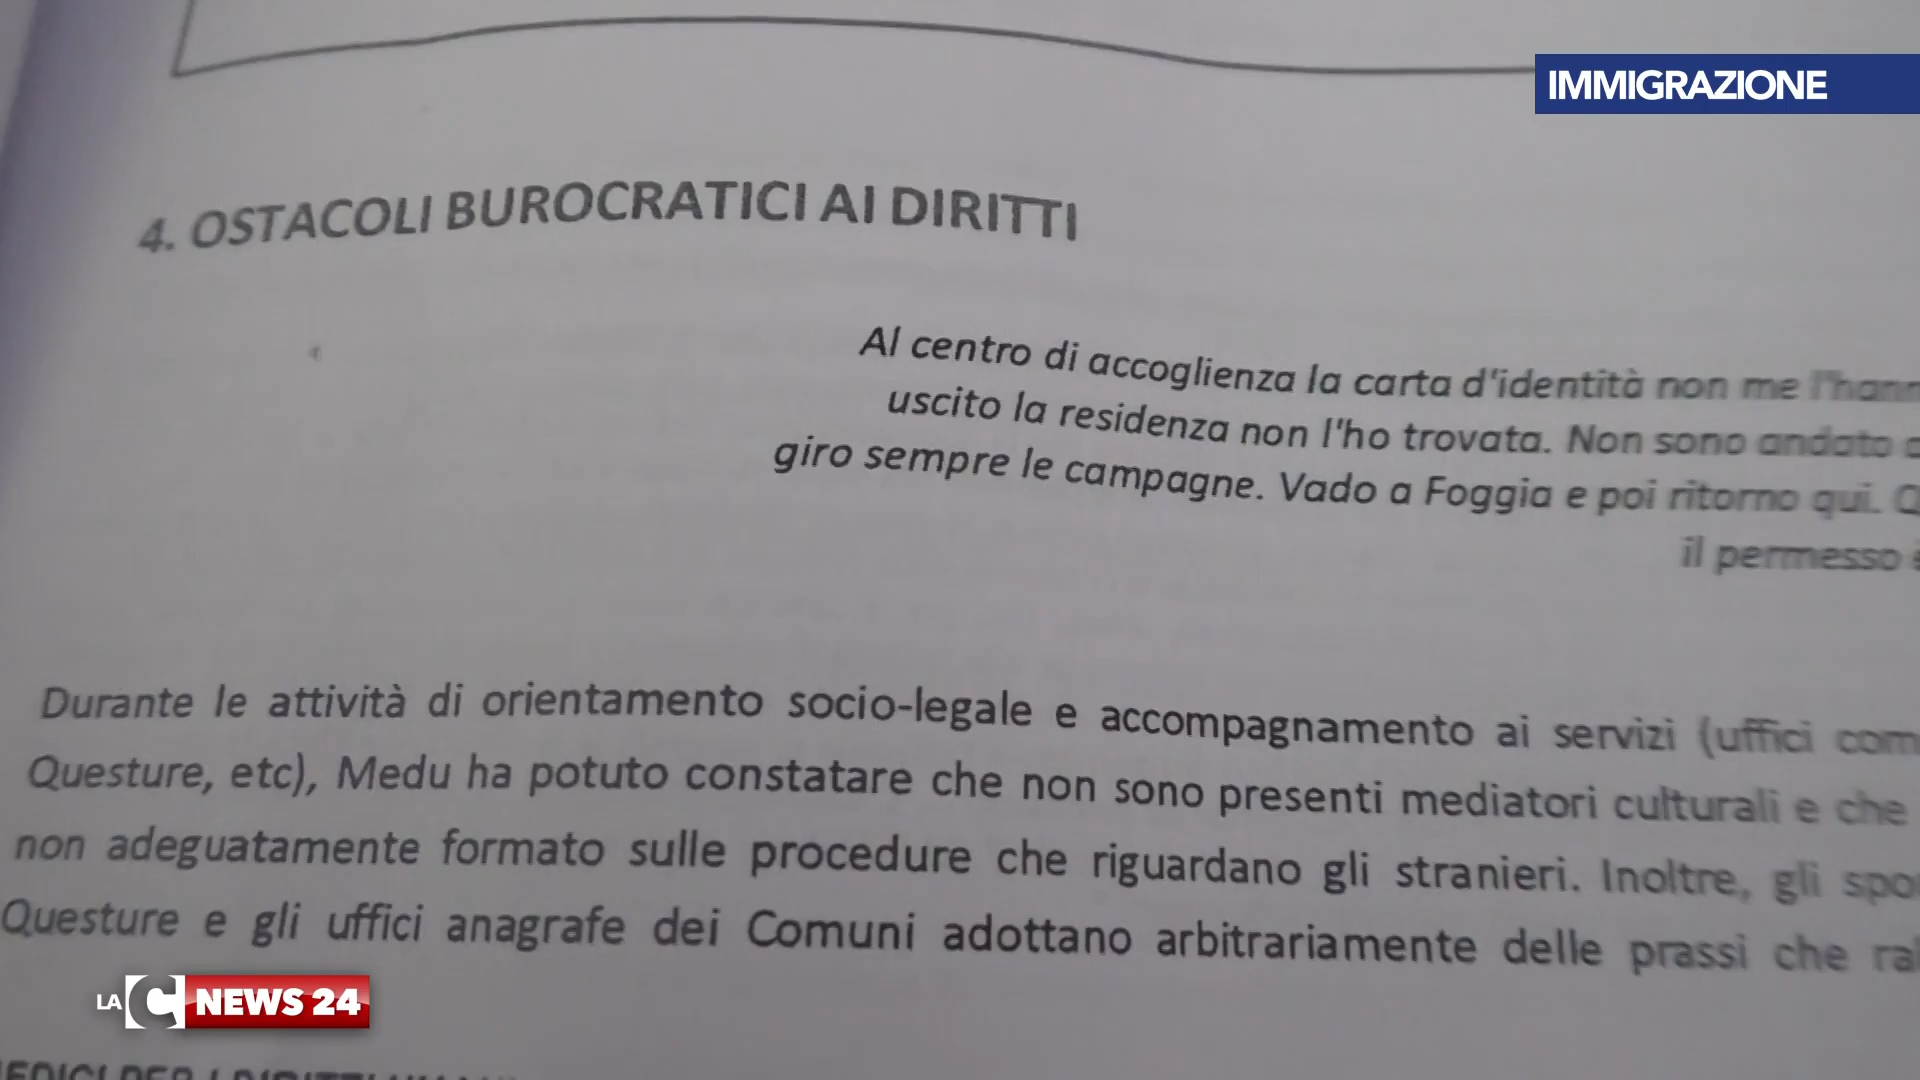 IMMIGRAZIONE
4. OSTACOLI BUROCRATICI AI DIRITTI
Al centro di accoglienza la carta d'identità non me l'hann
uscito la residenza non l'ho trovata. Non sono andato
giro sempre le campagne. Vado a Foggia e poi ritorno qui. Q
il permesso
Durante le attività di orientamento socio-legale e accompagnamento ai servizi (uffici com
Questure, etc), Medu ha potuto constatare che non sono presenti mediatori culturali e che
non adeguatamente formato sulle procedure che riguardano gli stranieri. Inoltre, gli spo
Questure e gli uffici anagrafe dei Comuni adottano arbitrariamente delle prassi che ral
LA C NEWS 24